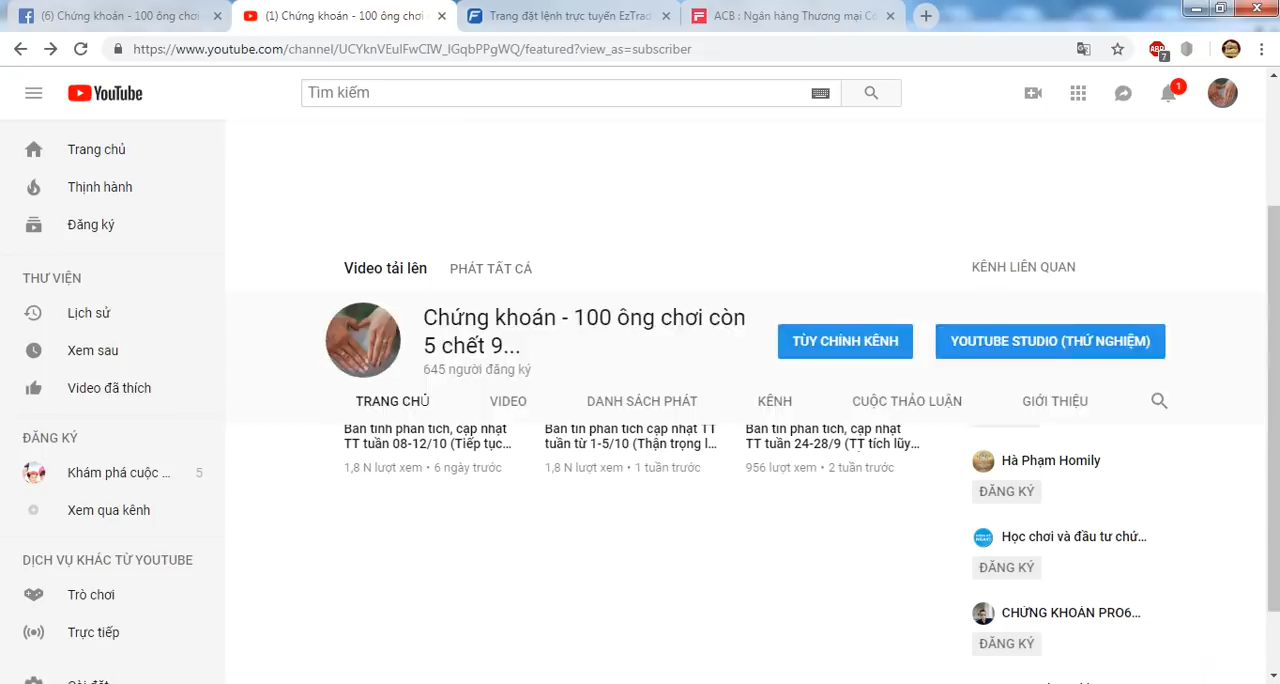 (6) Chứng khoán - 100 ông chơi
(1) Chứng khoán - 100 ông chơi
Trang đặt lệnh trực tuyến EzTrad
ACB : Ngân hàng Thương mại Cổ
https://www.youtube.com/channel/UCYknVEulFwCIW_lGqbPPgWQ/featured?view_as=subscriber
ABP
7
YouTube
Tìm kiếm
1
Trang chủ
Thịnh hành
Đăng ký
THƯ VIỆN
Lịch sử
Xem sau
Video đã thích
ĐĂNG KÝ
Khám phá cuộc ...
5
Xem qua kênh
DỊCH VỤ KHÁC TỪ YOUTUBE
Trò chơi
Trực tiếp
Cài đặt
Video tải lên
PHÁT TẤT CẢ
KÊNH LIÊN QUAN
Chứng khoán - 100 ông chơi còn
5 chết 9...
645 người đăng ký
TÙY CHỈNH KÊNH
YOUTUBE STUDIO (THỬ NGHIỆM)
TRANG CHỦ
VIDEO
DANH SÁCH PHÁT
KÊNH
CUỘC THẢO LUẬN
GIỚI THIỆU
Bản tin phân tích, cập nhật
TT tuần 08-12/10 (Tiếp tục...
1,8 N lượt xem • 6 ngày trước
Bản tin phân tích cập nhật TT
tuần từ 1-5/10 (Thận trọng l...
1,8 N lượt xem • 1 tuần trước
Bản tin phân tích, cập nhật
TT tuần 24-28/9 (TT tích lũy...
956 lượt xem • 2 tuần trước
Hà Phạm Homily
ĐĂNG KÝ
Học chơi và đầu tư chứ...
ĐĂNG KÝ
CHỨNG KHOÁN PRO6...
ĐĂNG KÝ